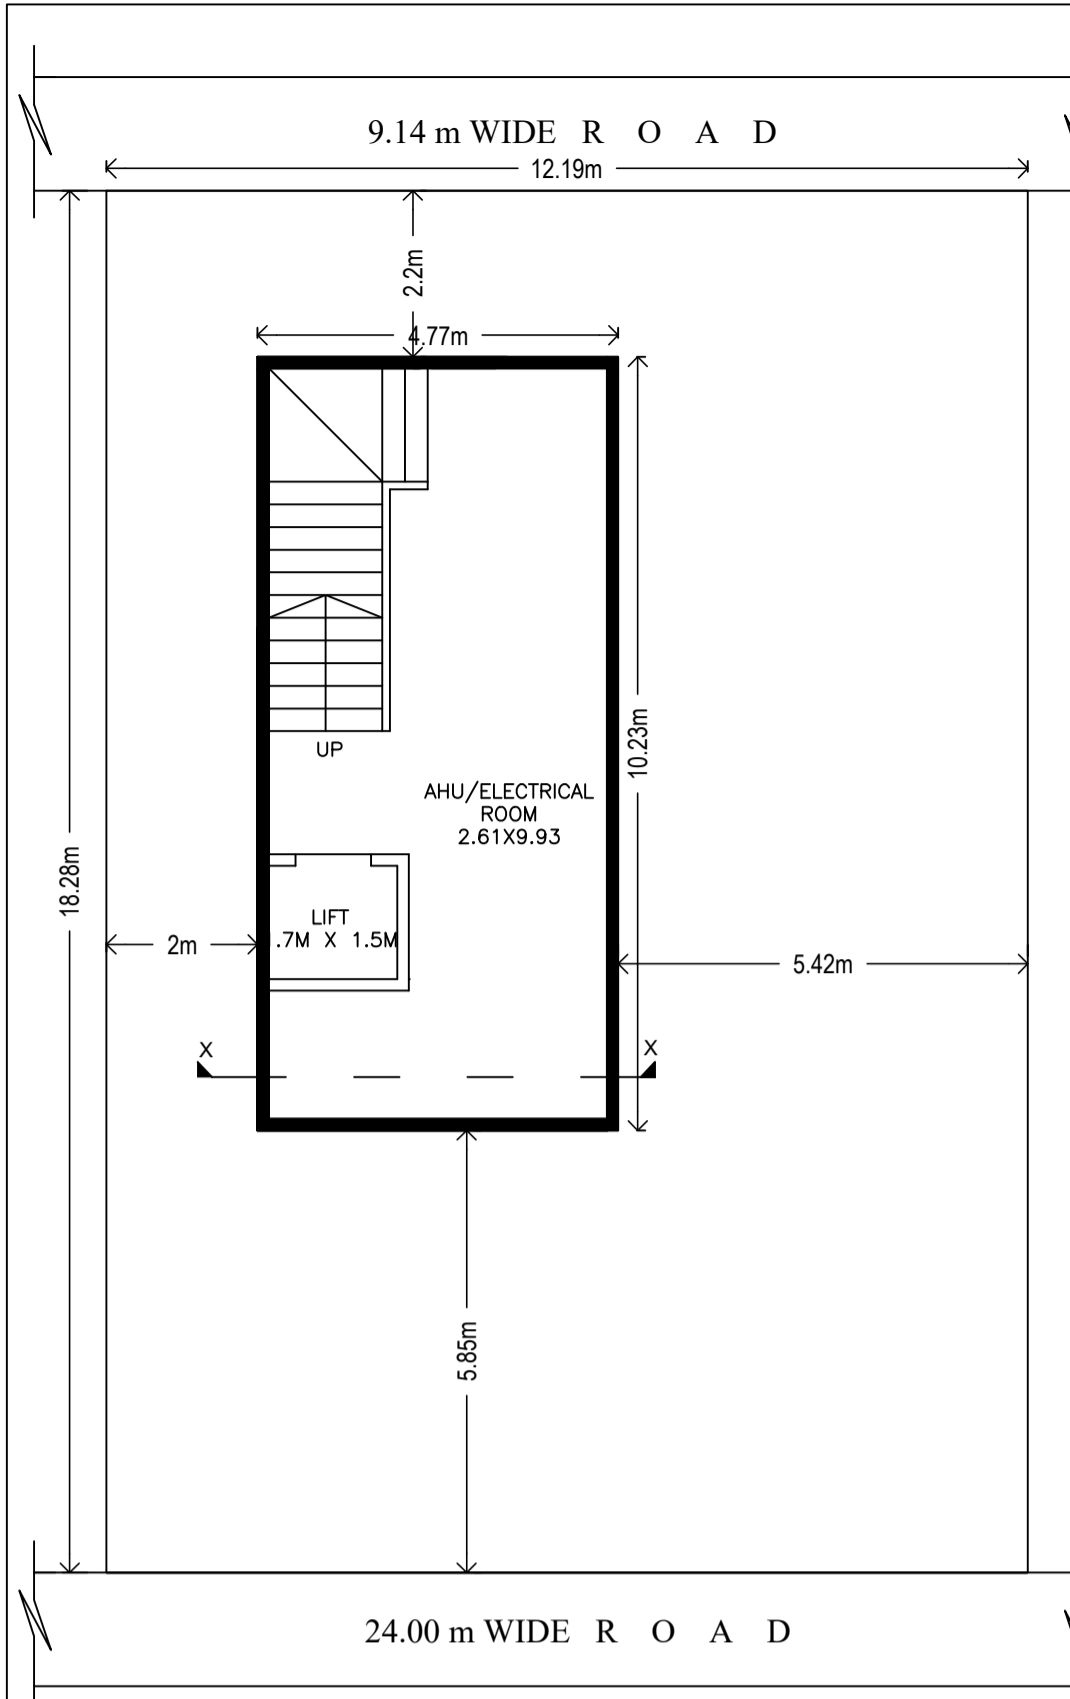 9.14 m WIDE R O A D
12.19m
2.2m
4.77m
10.23m
UP
AHU/ELECTRICAL
ROOM
2.61X9.93
18.28m
LIFT
.7M X 1.5M
2m
5.42m
X
X
5.85m
24.00 m WIDE R O A D